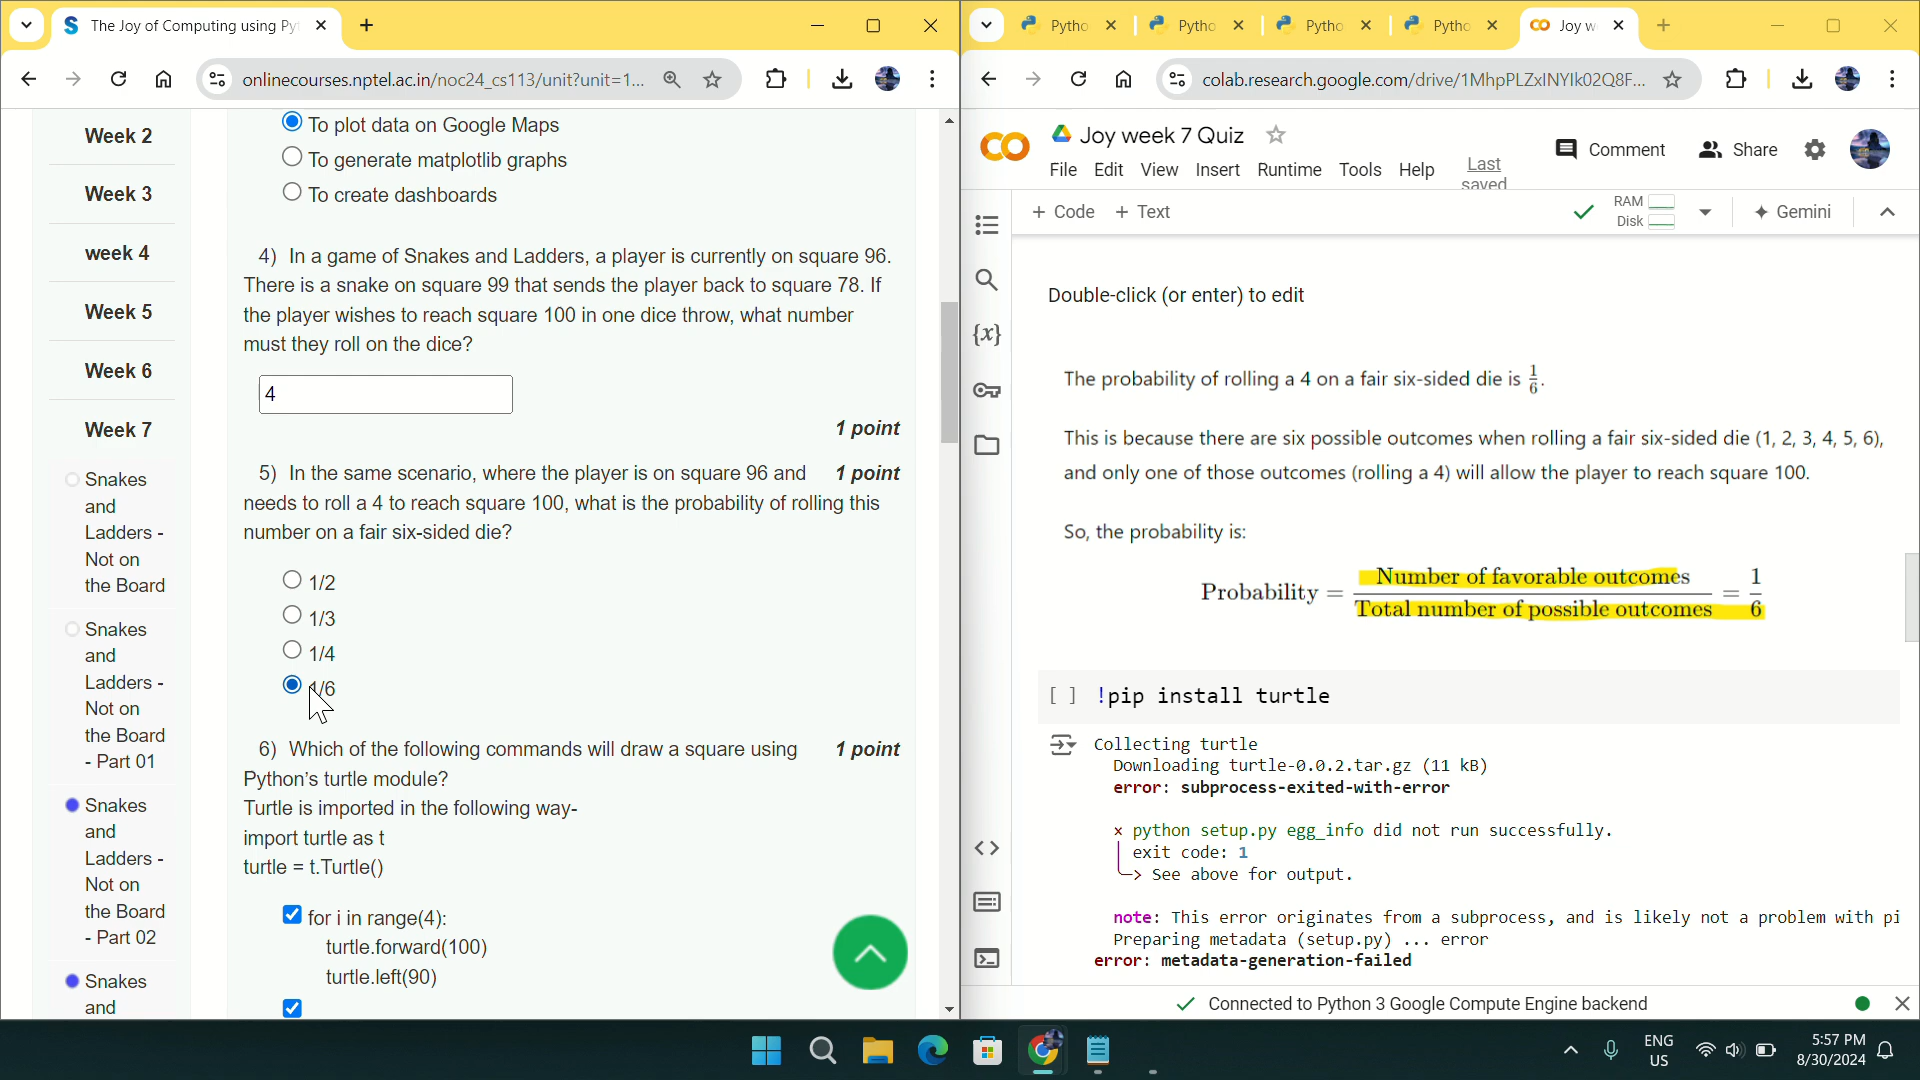 The Joy of Computing using Py
onlinecourses.nptel.ac.in/noc24_cs113/unit?unit=1...
Week 2
Week 3
week 4
Week 5
Week 6
Week 7
Snakes
and
Ladders -
Not on
the Board
Snakes
and
Ladders -
Not on
the Board
- Part 01
Snakes
and
Ladders -
Not on
the Board
- Part 02
Snakes
and
To plot data on Google Maps
To generate matplotlib graphs
To create dashboards
4) In a game of Snakes and Ladders, a player is currently on square 96.
There is a snake on square 99 that sends the player back to square 78. If
the player wishes to reach square 100 in one dice throw, what number
must they roll on the dice?
4
1 point
5) In the same scenario, where the player is on square 96 and 1 point
needs to roll a 4 to reach square 100, what is the probability of rolling this
number on a fair six-sided die?
1/2
1/3
1/4
1/6
6) Which of the following commands will draw a square using 1 point
Python's turtle module?
Turtle is imported in the following way-
import turtle as t
turtle = t.Turtle()
for i in range(4):
turtle.forward(100)
turtle.left(90)
Pytho
Pytho
Pytho
Pytho
Joy w
colab.research.google.com/drive/1MhpPLZxINYIk02Q8F...
Joy week 7 Quiz
File Edit View Insert Runtime Tools Help Last saved
Comment
Share
+ Code + Text
RAM
Disk
Gemini
Double-click (or enter) to edit
The probability of rolling a 4 on a fair six-sided die is 1/6.
This is because there are six possible outcomes when rolling a fair six-sided die (1, 2, 3, 4, 5, 6),
and only one of those outcomes (rolling a 4) will allow the player to reach square 100.
So, the probability is:
Probability = Number of favorable outcomes / Total number of possible outcomes = 1/6
[ ] !pip install turtle
Collecting turtle
Downloading turtle-0.0.2.tar.gz (11 kB)
error: subprocess-exited-with-error
× python setup.py egg_info did not run successfully.
│ exit code: 1
╰─> See above for output.
note: This error originates from a subprocess, and is likely not a problem with pi
Preparing metadata (setup.py) ... error
error: metadata-generation-failed
Connected to Python 3 Google Compute Engine backend
ENG
US
5:57 PM
8/30/2024